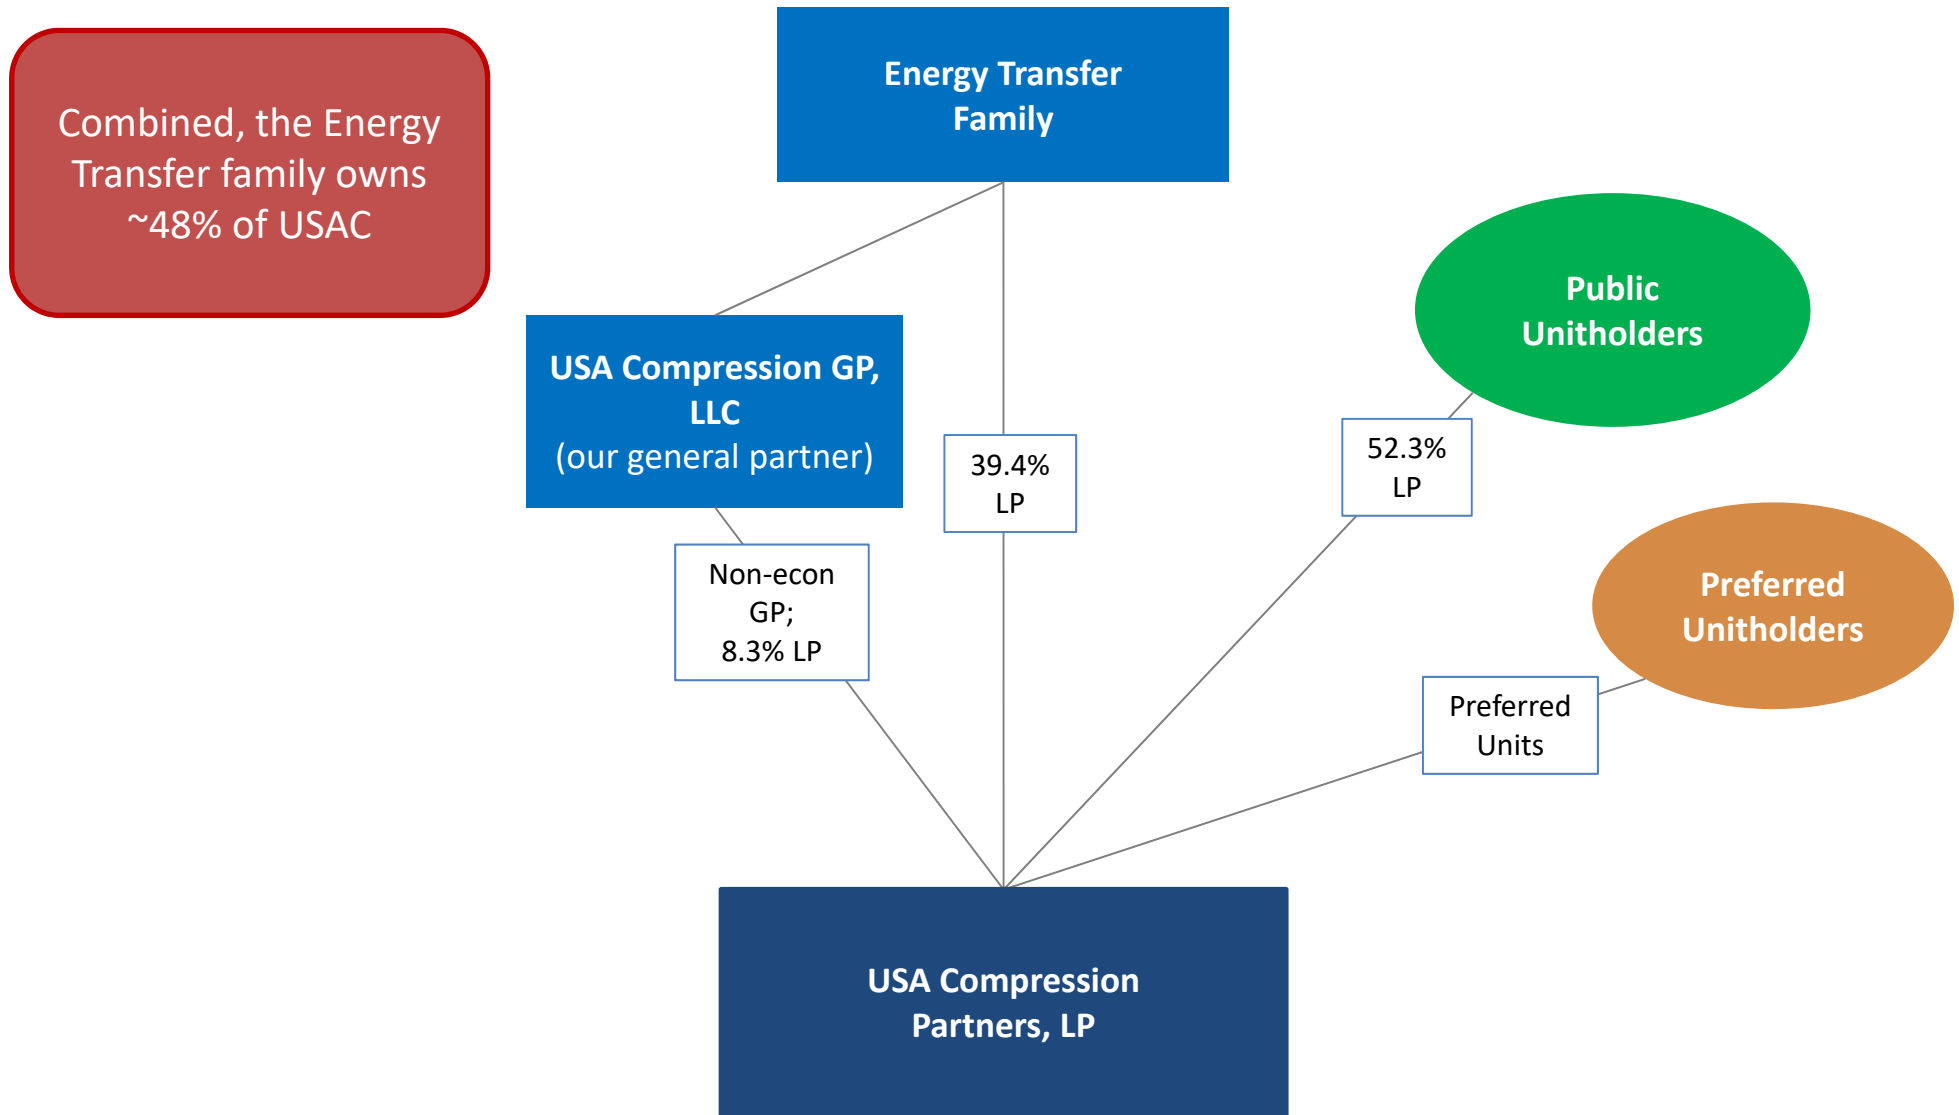 Combined, the Energy
Transfer family owns
~48% of USAC
Energy Transfer
Family
Public
Unitholders
USA Compression GP,
LLC
(our general partner)
39.4%
LP
52.3%
LP
Non-econ
GP;
8.3% LP
Preferred
Unitholders
Preferred
Units
USA Compression
Partners, LP